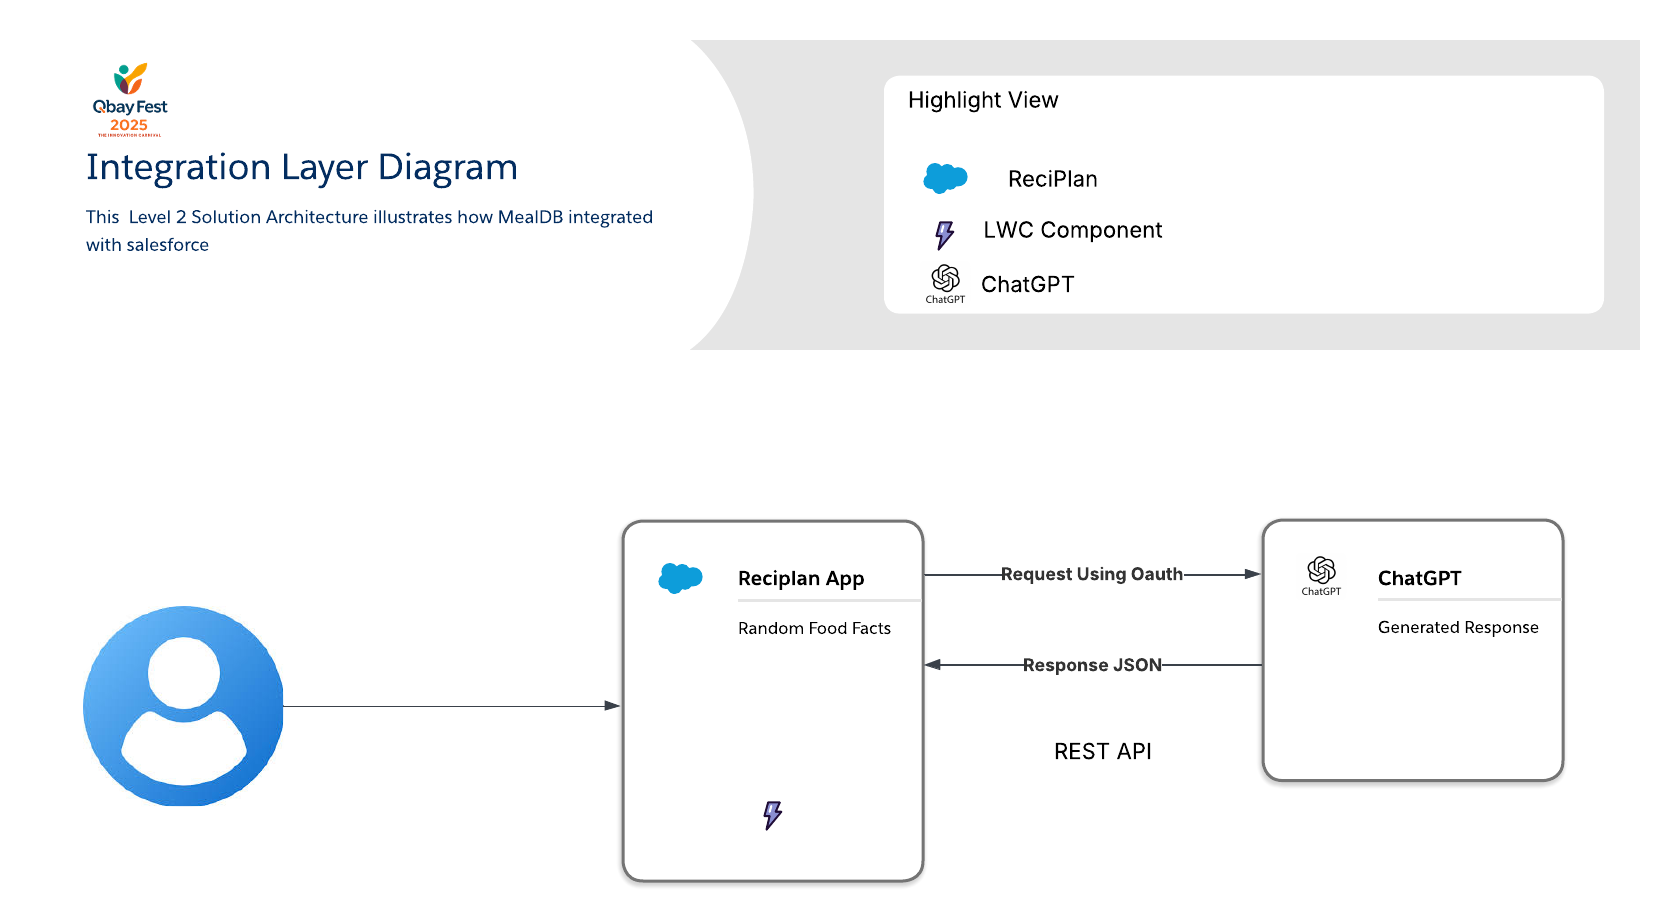 Qbay Fest
2025
THE INNOVATION CARNIVAL
Integration Layer Diagram
This  Level 2 Solution Architecture illustrates how MealDB integrated
with salesforce
Highlight View
ReciPlan
LWC Component
ChatGPT
ChatGPT
Reciplan App
Random Food Facts
Request Using Oauth
Response JSON
REST API
ChatGPT
ChatGPT
Generated Response